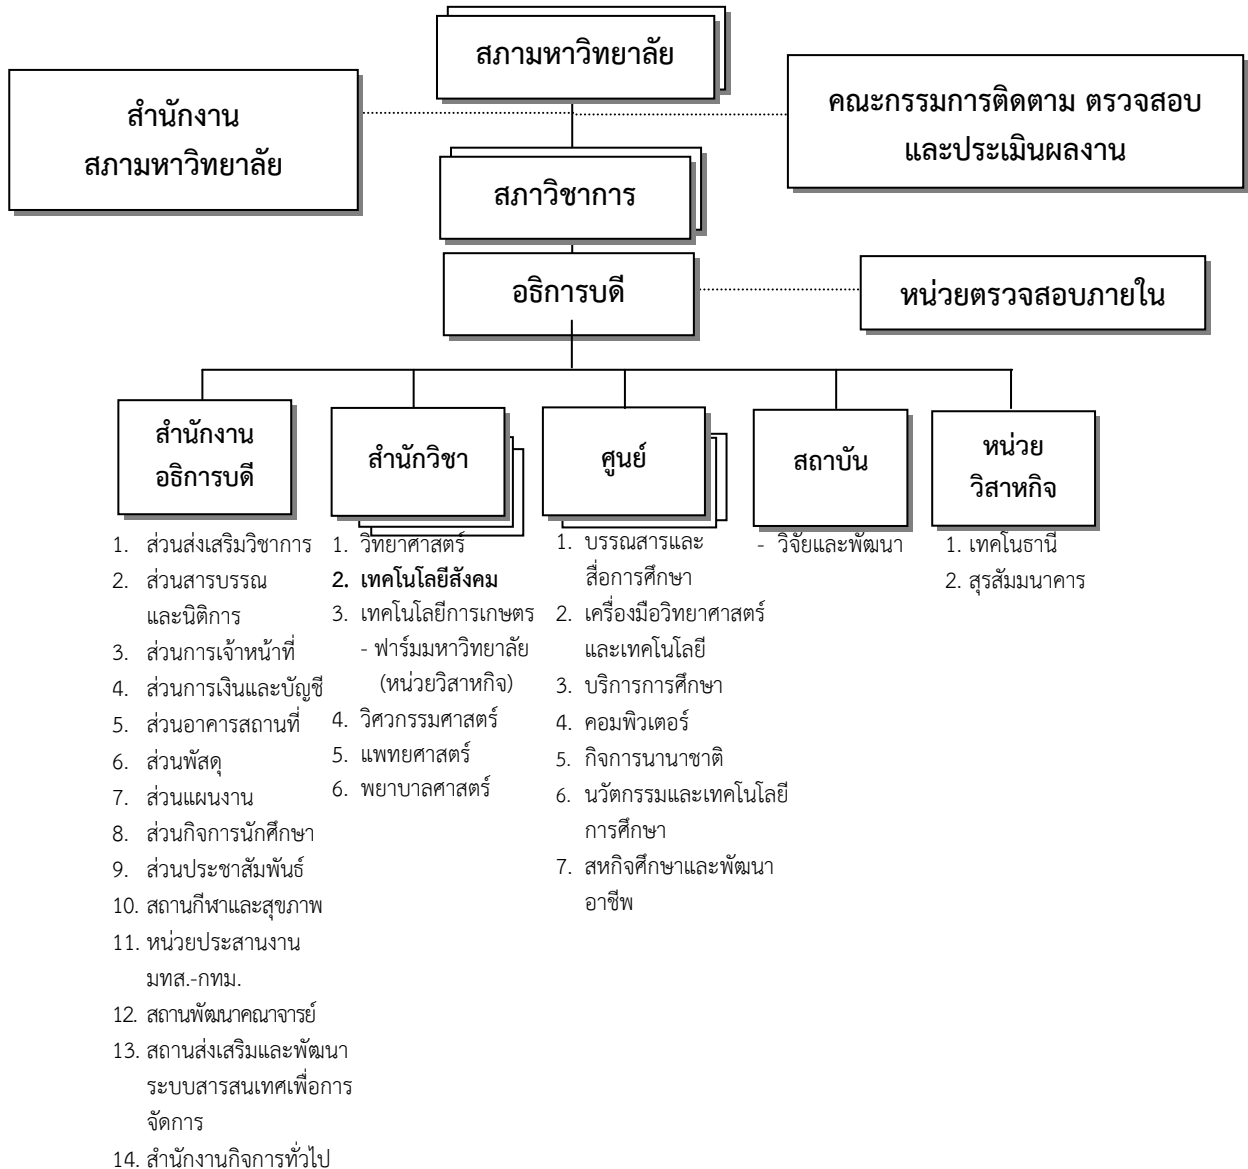 สภามหาวิทยาลัย
สำนักงาน
สภามหาวิทยาลัย
คณะกรรมการติดตาม ตรวจสอบ
และประเมินผลงาน
สภาวิชาการ
อธิการบดี
หน่วยตรวจสอบภายใน
สำนักงาน
อธิการบดี
1. ส่วนส่งเสริมวิชาการ
2. ส่วนสารบรรณ
และนิติการ
3. ส่วนการเจ้าหน้าที่
4. ส่วนการเงินและบัญชี
5. ส่วนอาคารสถานที่
6. ส่วนพัสดุ
7. ส่วนแผนงาน
8. ส่วนกิจการนักศึกษา
9. ส่วนประชาสัมพันธ์
10. สถานกีฬาและสุขภาพ
11. หน่วยประสานงาน
มทส.-กทม.
12. สถานพัฒนาคณาจารย์
13. สถานส่งเสริมและพัฒนา
ระบบสารสนเทศเพื่อการ
จัดการ
14. สำนักงานกิจการทั่วไป
สำนักวิชา
1. วิทยาศาสตร์
2. เทคโนโลยีสังคม
3. เทคโนโลยีการเกษตร
- ฟาร์มมหาวิทยาลัย
(หน่วยวิสาหกิจ)
4. วิศวกรรมศาสตร์
5. แพทยศาสตร์
6. พยาบาลศาสตร์
ศูนย์
1. บรรณสารและ
สื่อการศึกษา
2. เครื่องมือวิทยาศาสตร์
และเทคโนโลยี
3. บริการการศึกษา
4. คอมพิวเตอร์
5. กิจการนานาชาติ
6. นวัตกรรมและเทคโนโลยี
การศึกษา
7. สหกิจศึกษาและพัฒนา
อาชีพ
สถาบัน
- วิจัยและพัฒนา
หน่วย
วิสาหกิจ
1. เทคโนธานี
2. สุรสัมมนาคาร